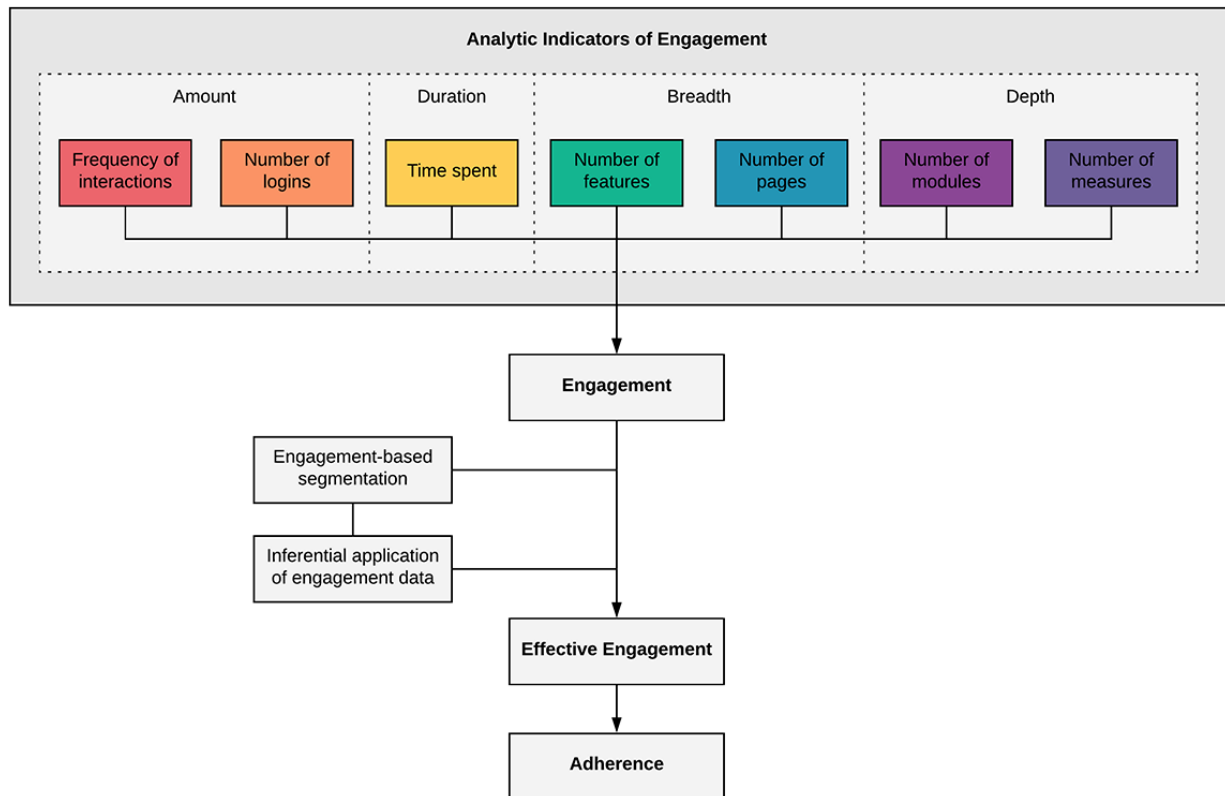 Analytic Indicators of Engagement
Amount
Duration
Breadth
Depth
Frequency of
interactions
Number of
logins
Time spent
Number of
features
Number of
pages
Number of
modules
Number of
measures
Engagement
Engagement-based
segmentation
Inferential application
of engagement data
Effective Engagement
Adherence